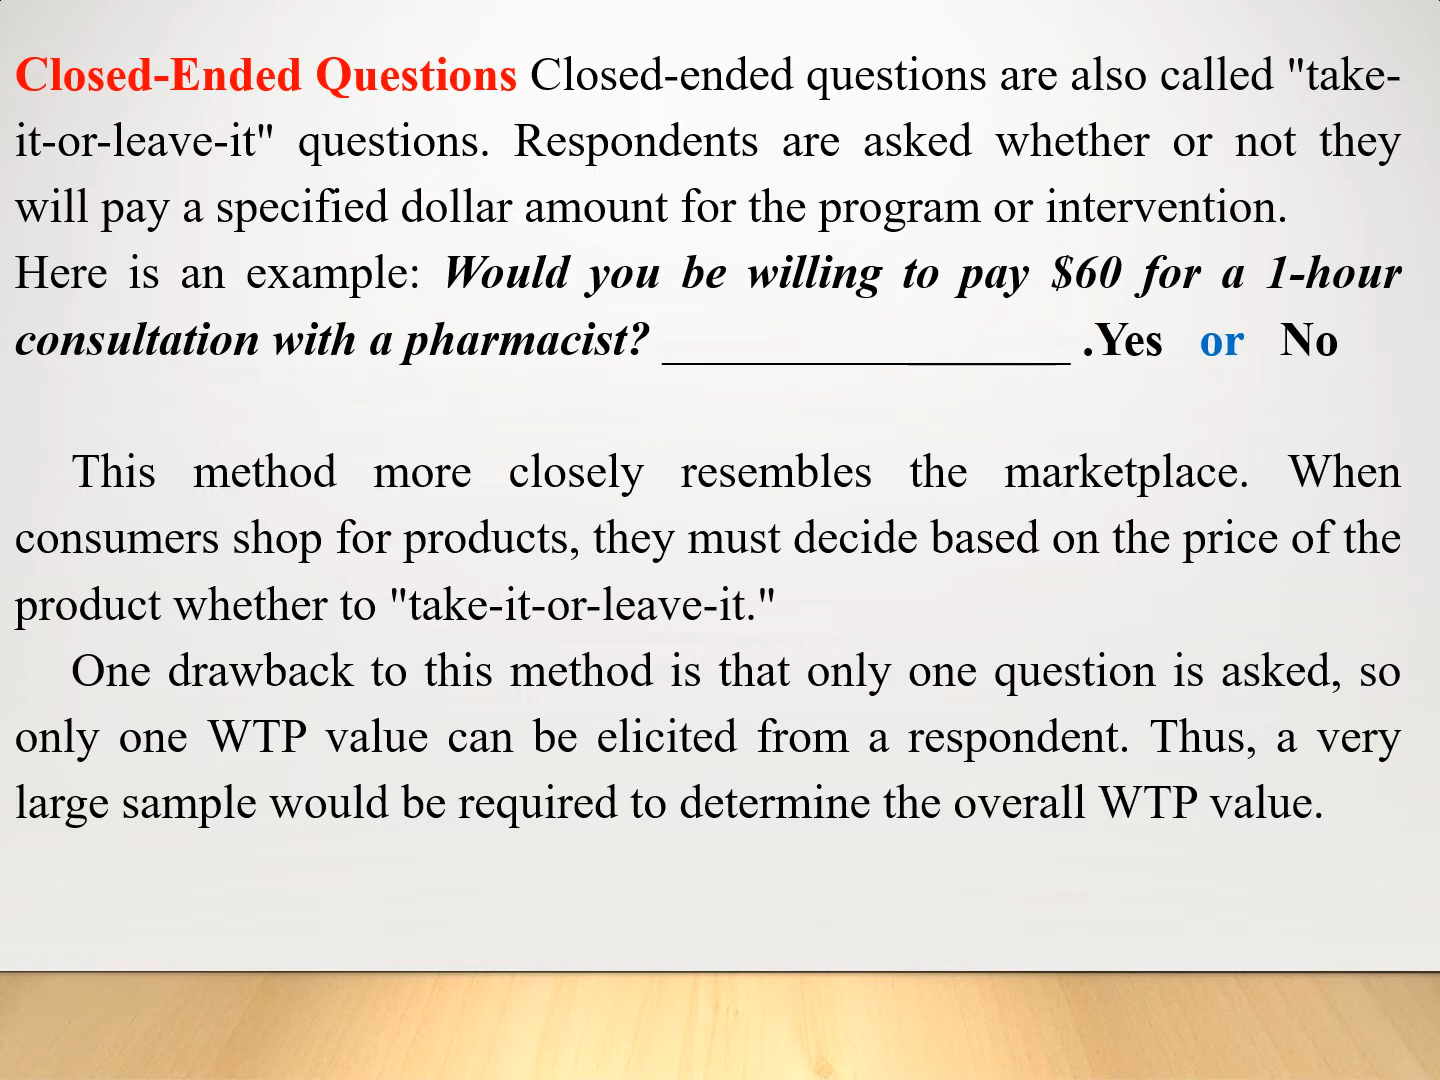 Closed-Ended Questions Closed-ended questions are also called "take-
it-or-leave-it" questions. Respondents are asked whether or not they
will pay a specified dollar amount for the program or intervention.
Here is an example: Would you be willing to pay $60 for a 1-hour
consultation with a pharmacist? _________________ .Yes or No
This method more closely resembles the marketplace. When
consumers shop for products, they must decide based on the price of the
product whether to "take-it-or-leave-it."
One drawback to this method is that only one question is asked, so
only one WTP value can be elicited from a respondent. Thus, a very
large sample would be required to determine the overall WTP value.